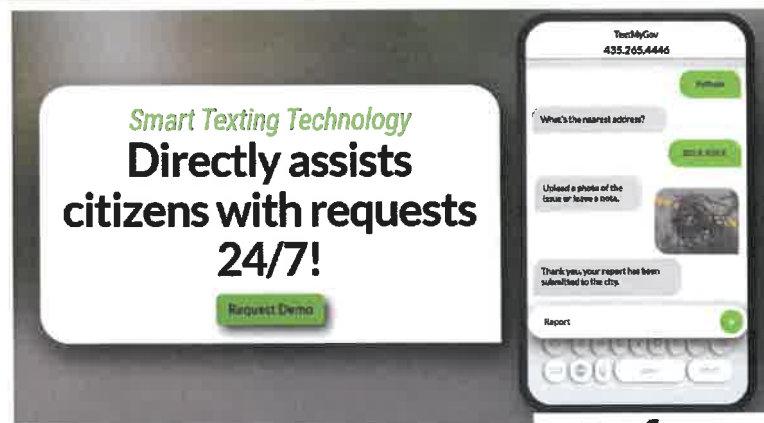 Smart Texting Technology
Directly assists
citizens with requests
24/7!
Request Demo
TextMyGov
435.265.4446
Pothole
What's the nearest address?
Upload a photo of the
issue or leave a note.
Thank you, your report has been
submitted to the city.
Report